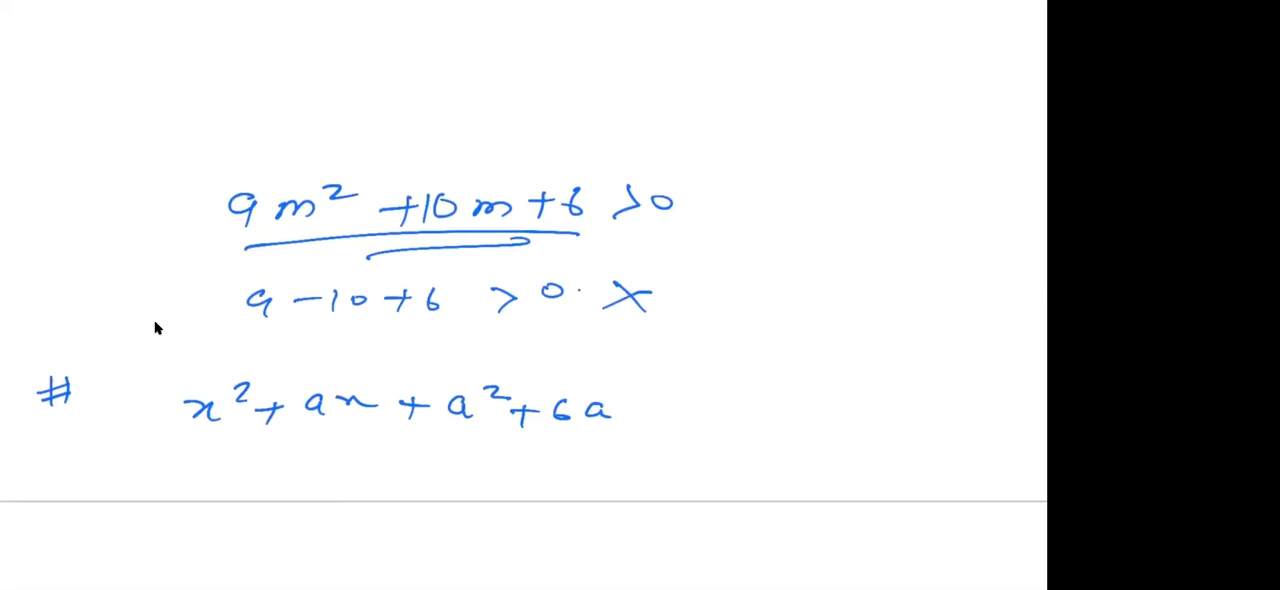 9m² +10m+6 >0
9-10+6 > 0. ×
# x²+ax+a²+6a